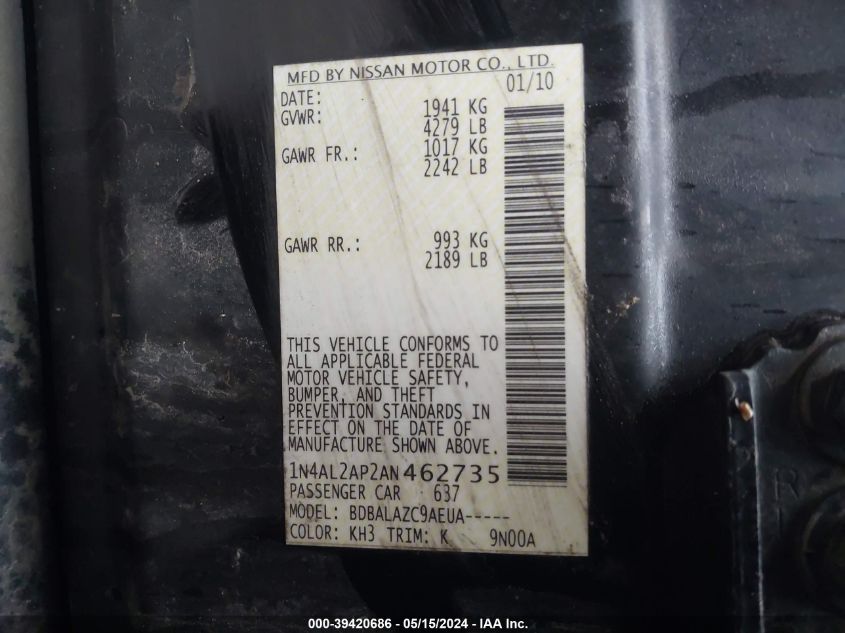 MFD BY NISSAN MOTOR CO., LTD.
DATE: 01/10
GVWR: 1941 KG
4279 LB
GAWR FR.: 1017 KG
2242 LB
GAWR RR.: 993 KG
2189 LB
THIS VEHICLE CONFORMS TO
ALL APPLICABLE FEDERAL
MOTOR VEHICLE SAFETY,
BUMPER, AND THEFT
PREVENTION STANDARDS IN
EFFECT ON THE DATE OF
MANUFACTURE SHOWN ABOVE.
1N4AL2AP2AN462735
PASSENGER CAR 637
MODEL: BDBALAZC9AEUA-----
COLOR: KH3 TRIM: K 9N00A
R
000-39420686 - 05/15/2024 - IAA Inc.